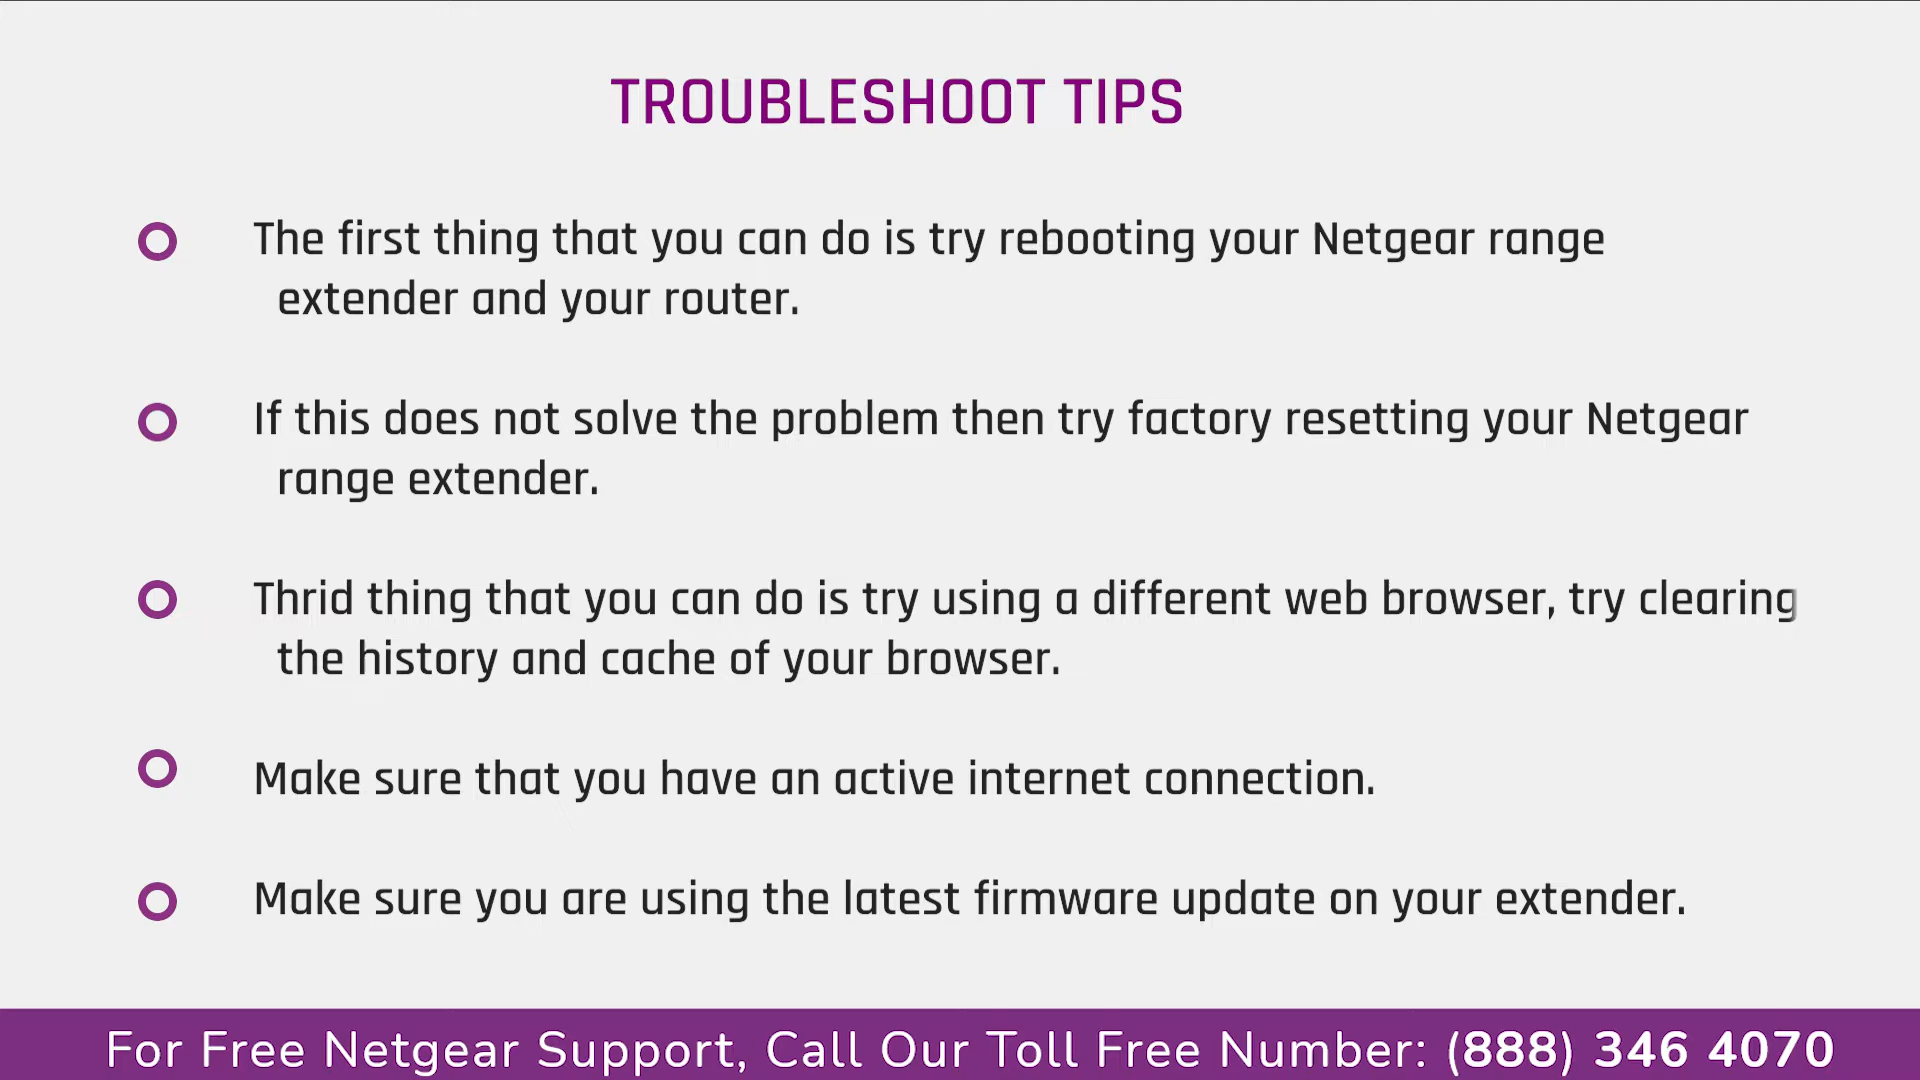 TROUBLESHOOT TIPS
The first thing that you can do is try rebooting your Netgear range
extender and your router.
If this does not solve the problem then try factory resetting your Netgear
range extender.
Thrid thing that you can do is try using a different web browser, try clearing
the history and cache of your browser.
Make sure that you have an active internet connection.
Make sure you are using the latest firmware update on your extender.
For Free Netgear Support, Call Our Toll Free Number: (888) 346 4070